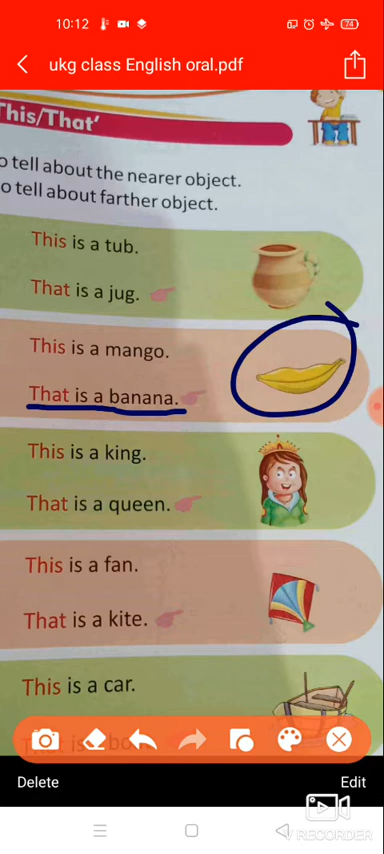 10:12
74
ukg class English oral.pdf
This/That'
o tell about the nearer object.
o tell about farther object.
This is a tub.
That is a jug.
This is a mango.
That is a banana.
This is a king.
That is a queen.
This is a fan.
That is a kite.
This is a car.
Delete
Edit
V RECORDER